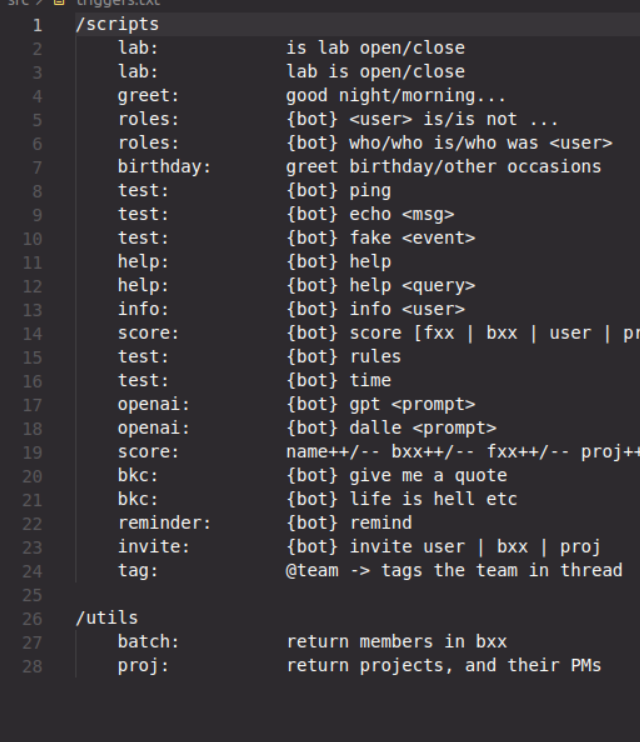 src > triggers.txt
1 /scripts
2 lab: is lab open/close
3 lab: lab is open/close
4 greet: good night/morning...
5 roles: {bot} <user> is/is not ...
6 roles: {bot} who/who is/who was <user>
7 birthday: greet birthday/other occasions
8 test: {bot} ping
9 test: {bot} echo <msg>
10 test: {bot} fake <event>
11 help: {bot} help
12 help: {bot} help <query>
13 info: {bot} info <user>
14 score: {bot} score [fxx | bxx | user | pr
15 test: {bot} rules
16 test: {bot} time
17 openai: {bot} gpt <prompt>
18 openai: {bot} dalle <prompt>
19 score: name++/-- bxx++/-- fxx++/-- proj++
20 bkc: {bot} give me a quote
21 bkc: {bot} life is hell etc
22 reminder: {bot} remind
23 invite: {bot} invite user | bxx | proj
24 tag: @team -> tags the team in thread
25
26 /utils
27 batch: return members in bxx
28 proj: return projects, and their PMs